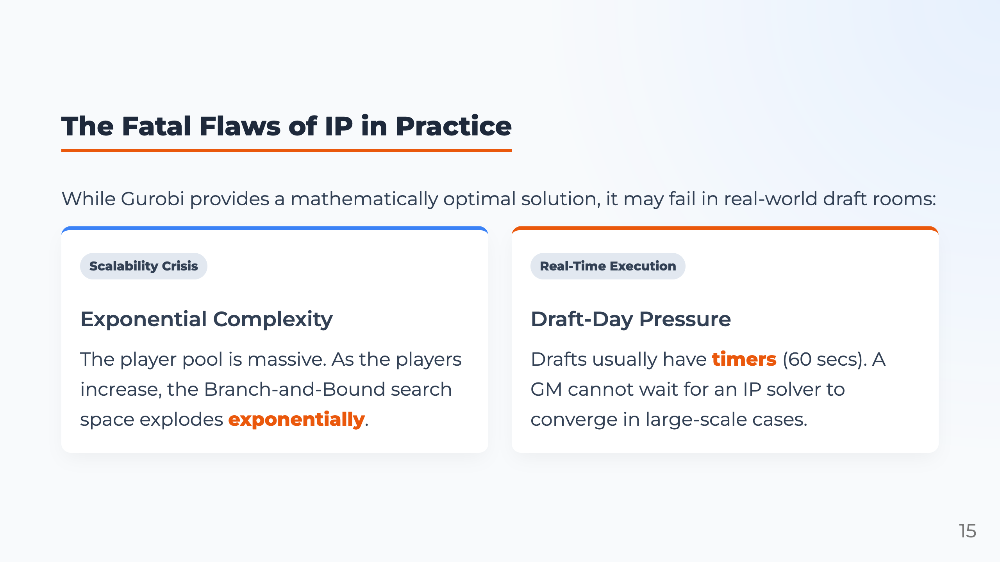 The Fatal Flaws of IP in Practice
While Gurobi provides a mathematically optimal solution, it may fail in real-world draft rooms:
Scalability Crisis
Exponential Complexity
The player pool is massive. As the players
increase, the Branch-and-Bound search
space explodes exponentially.
Real-Time Execution
Draft-Day Pressure
Drafts usually have timers (60 secs). A
GM cannot wait for an IP solver to
converge in large-scale cases.
15